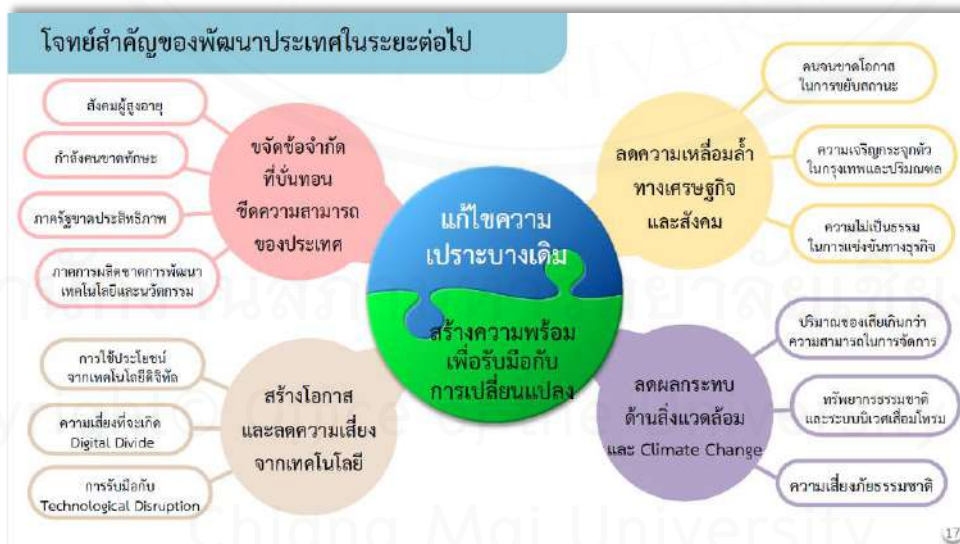 โจทย์สำคัญของพัฒนาประเทศในระยะต่อไป
สังคมผู้สูงอายุ
กำลังคนขาดทักษะ
ภาครัฐขาดประสิทธิภาพ
ภาคการผลิตขาดการพัฒนา
เทคโนโลยีและนวัตกรรม
ขจัดข้อจำกัด
ที่บั่นทอน
ขีดความสามารถ
ของประเทศ
แก้ไขความ
เปราะบางเดิม
ลดความเหลื่อมล้ำ
ทางเศรษฐกิจ
และสังคม
คนจนขาดโอกาส
ในการขยับสถานะ
ความเจริญกระจุกตัว
ในกรุงเทพและปริมณฑล
ความไม่เป็นธรรม
ในการแข่งขันทางธุรกิจ
การใช้ประโยชน์
จากเทคโนโลยีดิจิทัล
ความเสี่ยงที่จะเกิด
Digital Divide
การรับมือกับ
Technological Disruption
สร้างโอกาส
และลดความเสี่ยง
จากเทคโนโลยี
สร้างความพร้อม
เพื่อรับมือกับ
การเปลี่ยนแปลง
ลดผลกระทบ
ด้านสิ่งแวดล้อม
และ Climate Change
ปริมาณของเสียเกินกว่า
ความสามารถในการจัดการ
ทรัพยากรธรรมชาติ
และระบบนิเวศเสื่อมโทรม
ความเสี่ยงภัยธรรมชาติ
Chiang Mai University
17